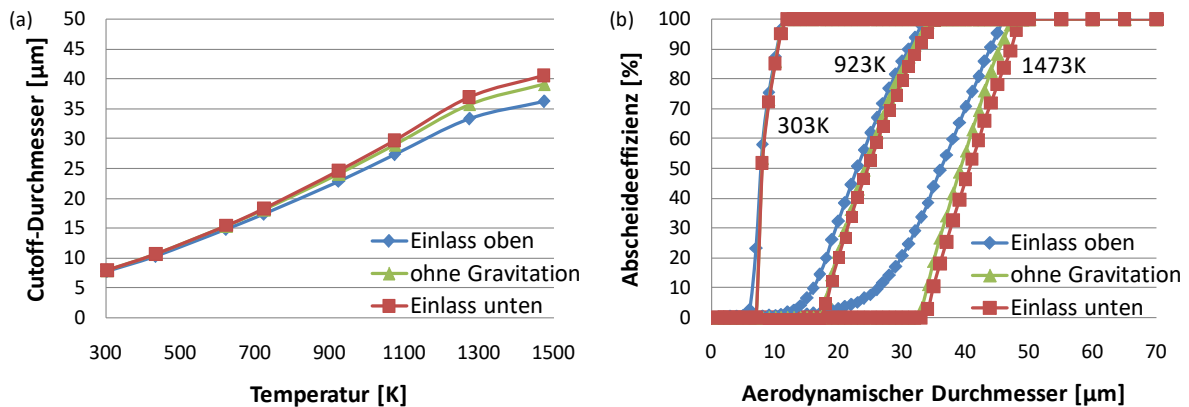 (a)
Cutoff-Durchmesser [µm]
50
45
40
35
30
25
20
15
10
5
0
300 500 700 900 1100 1300 1500
Temperatur [K]
Einlass oben
ohne Gravitation
Einlass unten
(b)
Abscheideeffizienz [%]
100
90
80
70
60
50
40
30
20
10
0
0 10 20 30 40 50 60 70
Aerodynamischer Durchmesser [µm]
923K
1473K
303K
Einlass oben
ohne Gravitation
Einlass unten